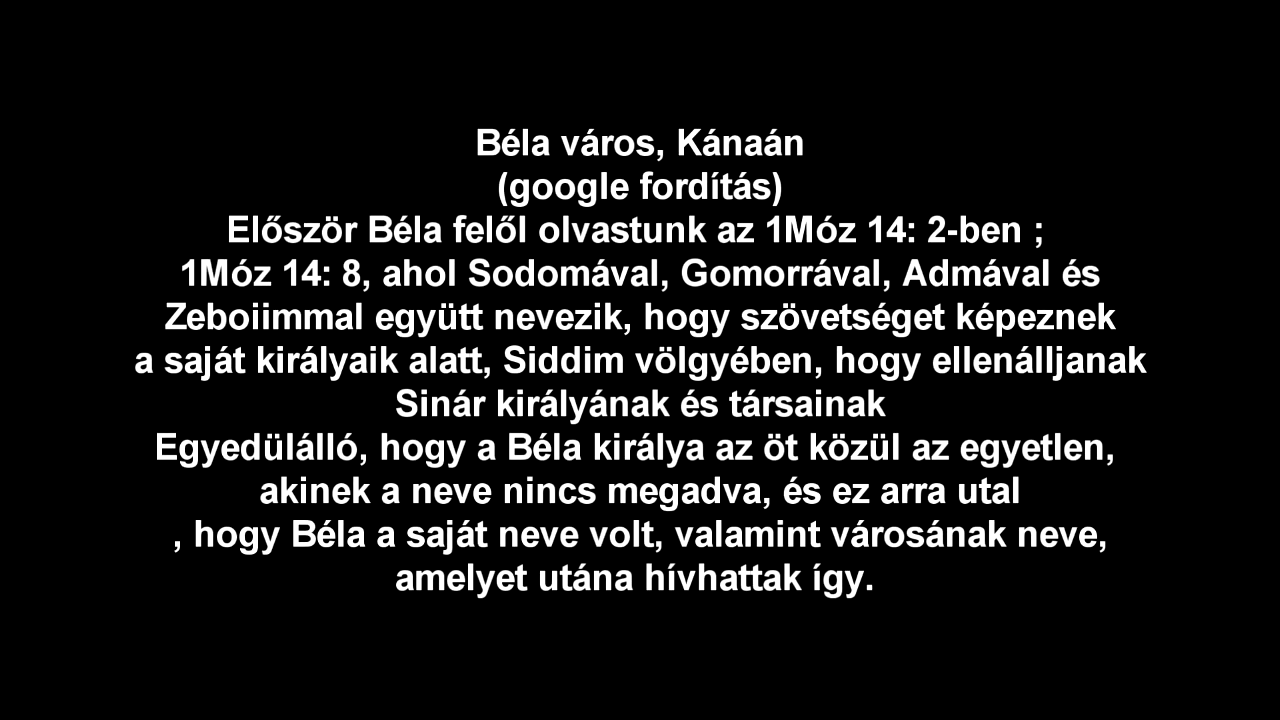 Béla város, Kánaán
(google fordítás)
Először Béla felől olvastunk az 1Móz 14: 2-ben ;
1Móz 14: 8, ahol Sodomával, Gomorrával, Admával és
Zeboiimmal együtt nevezik, hogy szövetséget képeznek
a saját királyaik alatt, Siddim völgyében, hogy ellenálljanak
Sinár királyának és társainak
Egyedülálló, hogy a Béla királya az öt közül az egyetlen,
akinek a neve nincs megadva, és ez arra utal
, hogy Béla a saját neve volt, valamint városának neve,
amelyet utána hívhattak így.